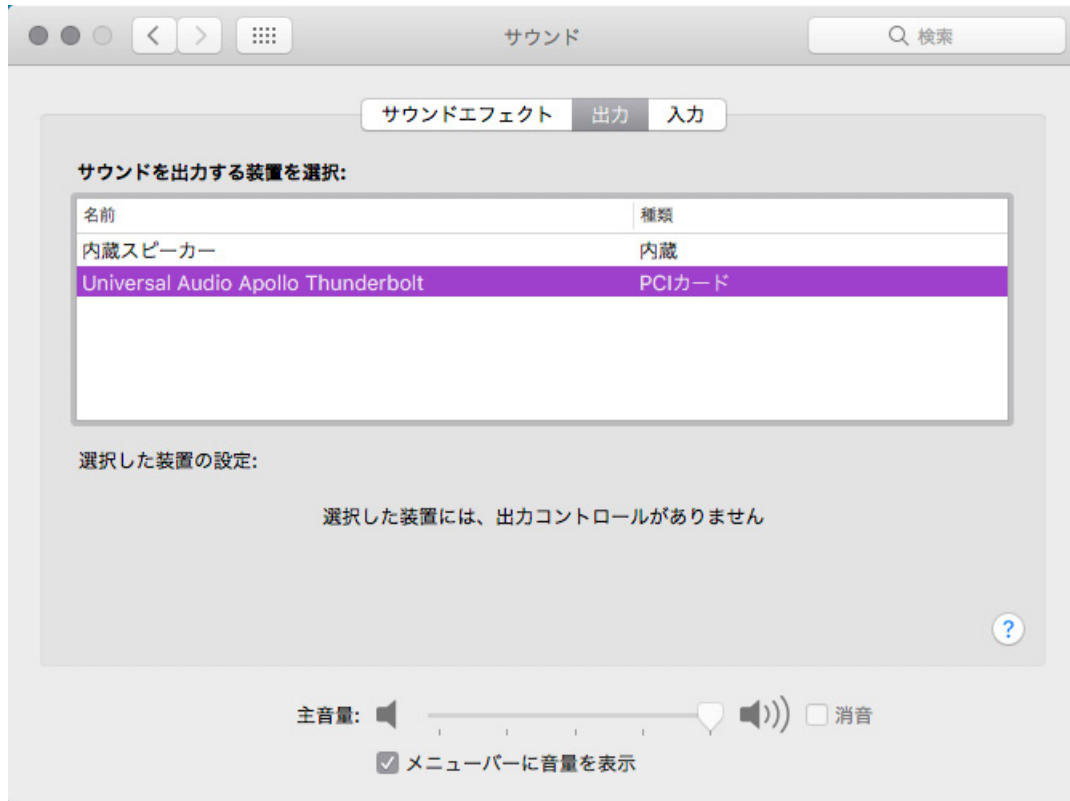 サウンド
検索
サウンドエフェクト 出力 入力
サウンドを出力する装置を選択:
名前 種類
内蔵スピーカー 内蔵
Universal Audio Apollo Thunderbolt PCIカード
選択した装置の設定:
選択した装置には、出力コントロールがありません
?
主音量: 消音
メニューバーに音量を表示